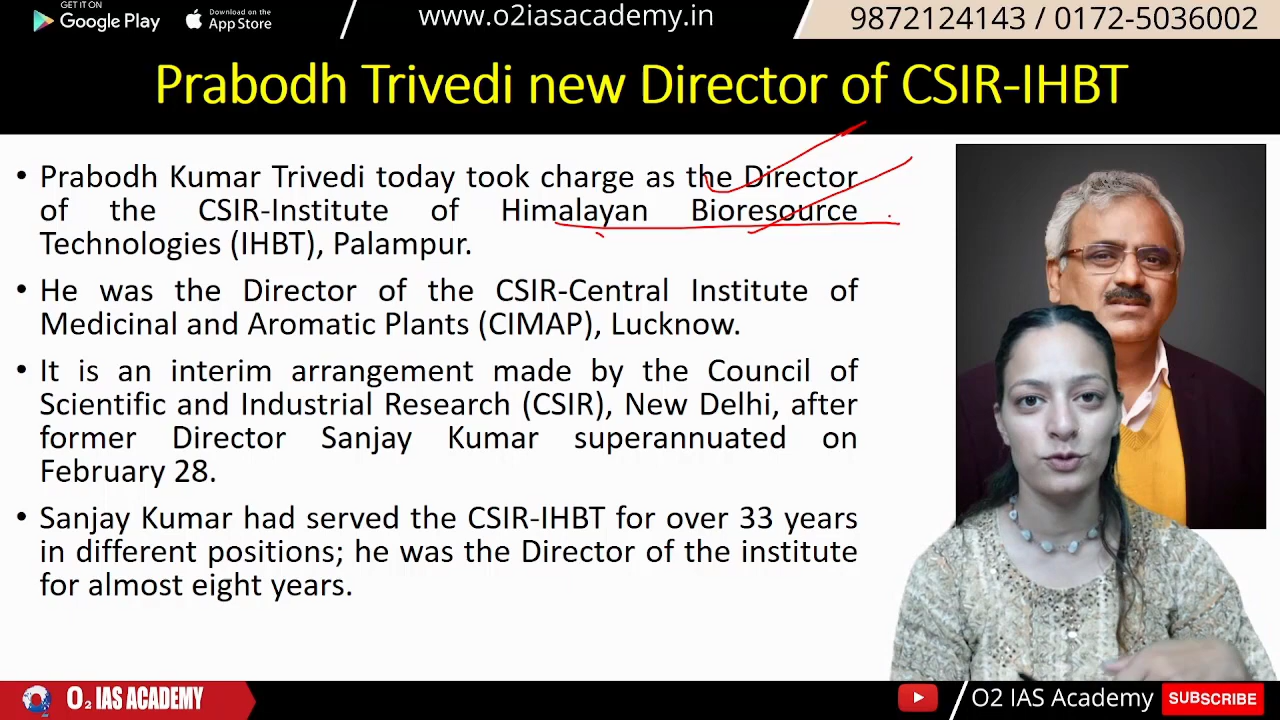 GET IT ON
Google Play
Download on the
App Store
www.o2iasacademy.in
9872124143 / 0172-5036002
Prabodh Trivedi new Director of CSIR-IHBT
• Prabodh Kumar Trivedi today took charge as the Director
of the CSIR-Institute of Himalayan Bioresource
Technologies (IHBT), Palampur.
• He was the Director of the CSIR-Central Institute of
Medicinal and Aromatic Plants (CIMAP), Lucknow.
• It is an interim arrangement made by the Council of
Scientific and Industrial Research (CSIR), New Delhi, after
former Director Sanjay Kumar superannuated on
February 28.
• Sanjay Kumar had served the CSIR-IHBT for over 33 years
in different positions; he was the Director of the institute
for almost eight years.
O₂ IAS ACADEMY
O2 IAS Academy
SUBSCRIBE